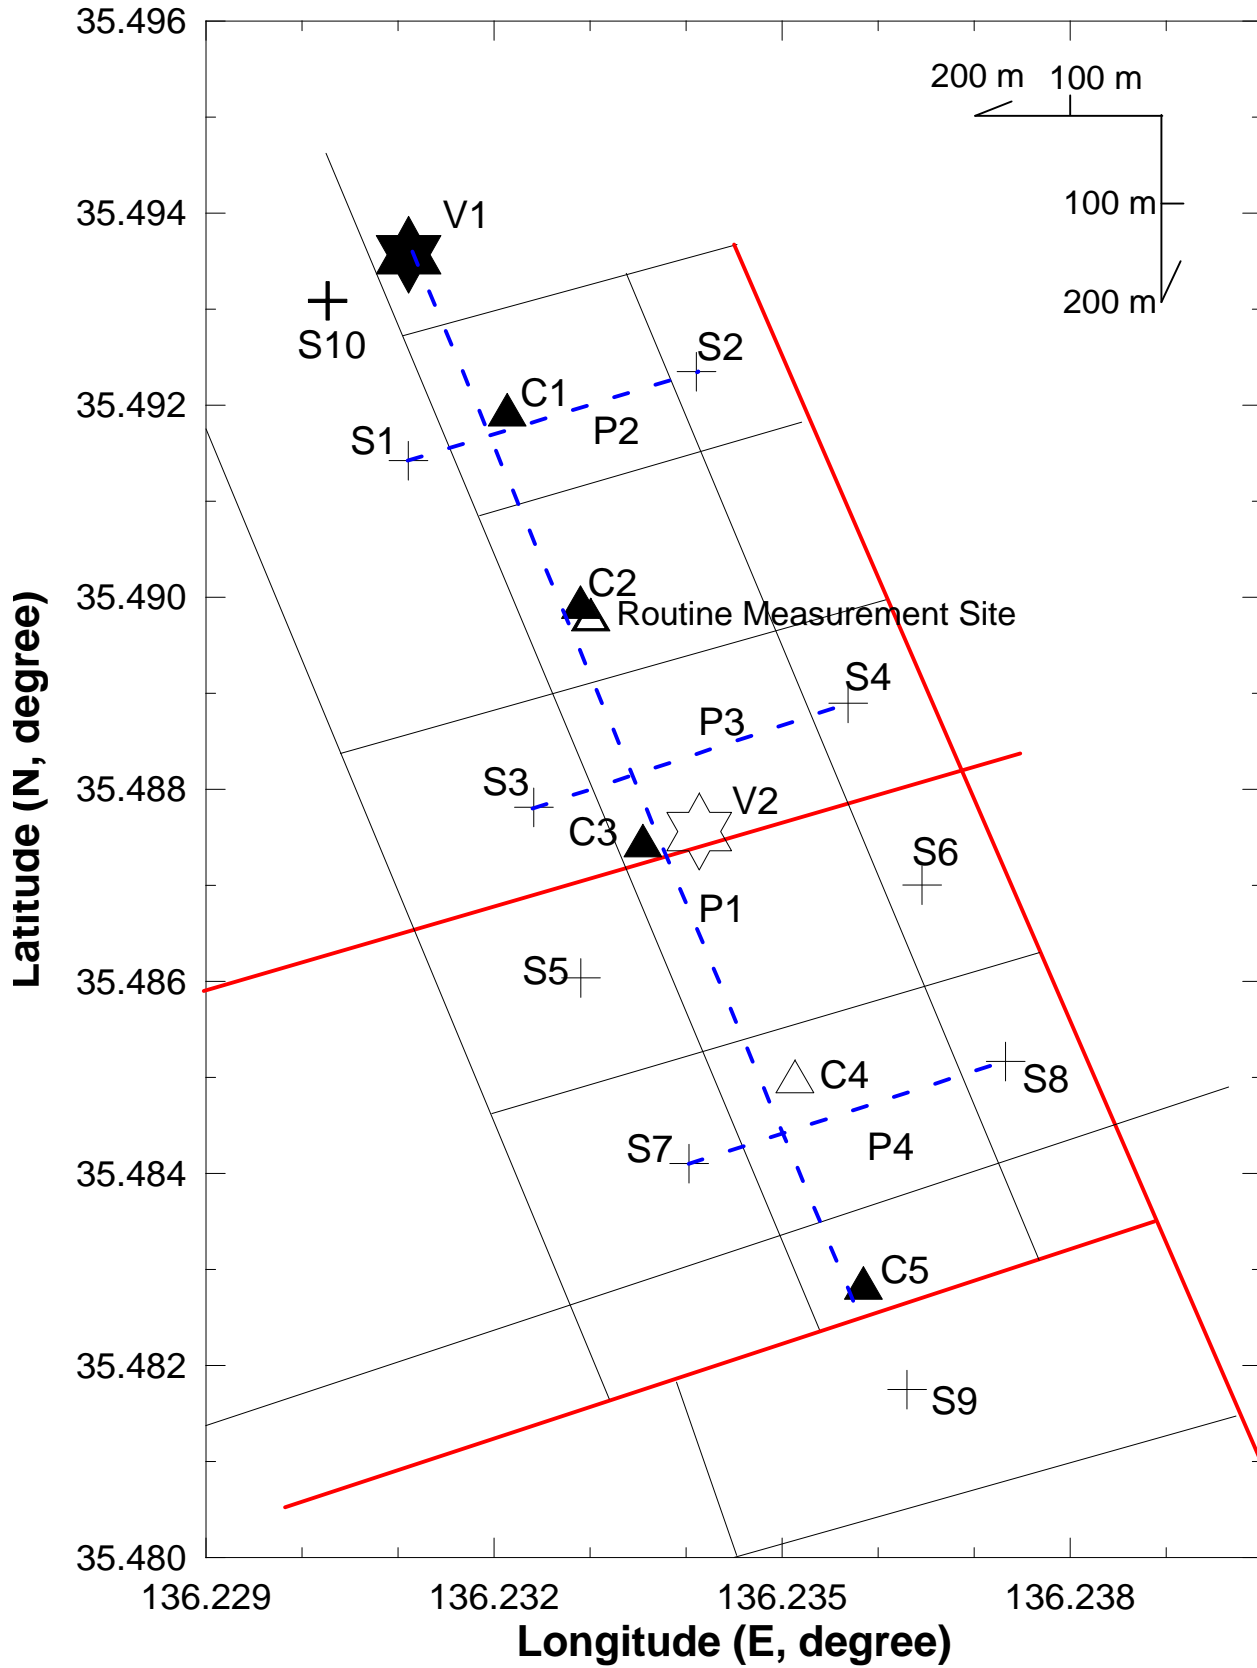 35.496
200 m 100 m
35.494
V1
100 m
200 m
S10
S2
35.492
C1
P2
S1
35.490
C2
Routine Measurement Site
S4
P3
35.488
S3
V2
C3
S6
P1
35.486
S5
C4
S8
S7
P4
35.484
C5
35.482
S9
35.480
136.229 136.232 136.235 136.238
Longitude (E, degree)
Latitude (N, degree)